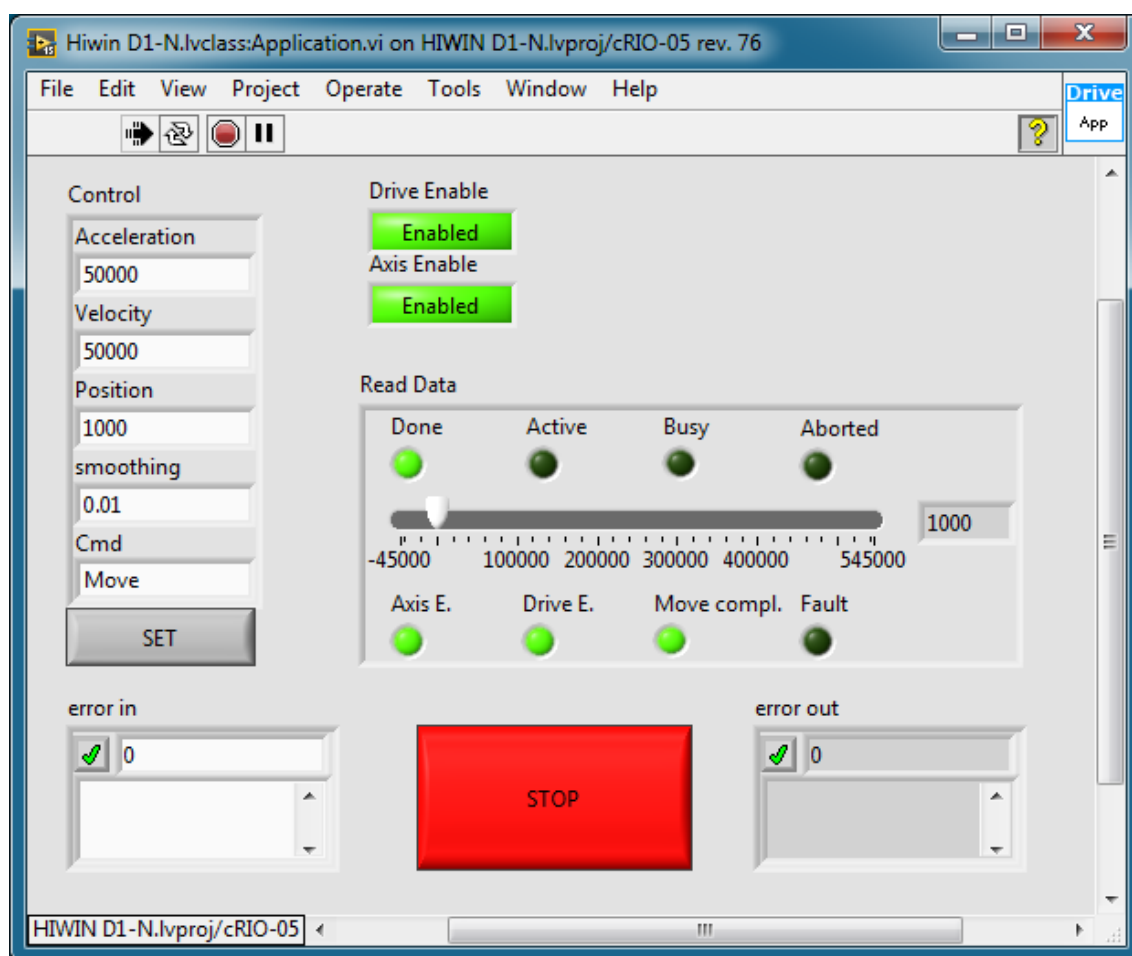 Hiwin D1-N.lvclass:Application.vi on HIWIN D1-N.lvproj/cRIO-05 rev. 76
File Edit View Project Operate Tools Window Help
Drive
App
Control
Acceleration
50000
Velocity
50000
Position
1000
smoothing
0.01
Cmd
Move
SET
Drive Enable
Enabled
Axis Enable
Enabled
Read Data
Done Active Busy Aborted
1000
-45000 100000 200000 300000 400000 545000
Axis E. Drive E. Move compl. Fault
error in
0
STOP
error out
0
HIWIN D1-N.lvproj/cRIO-05